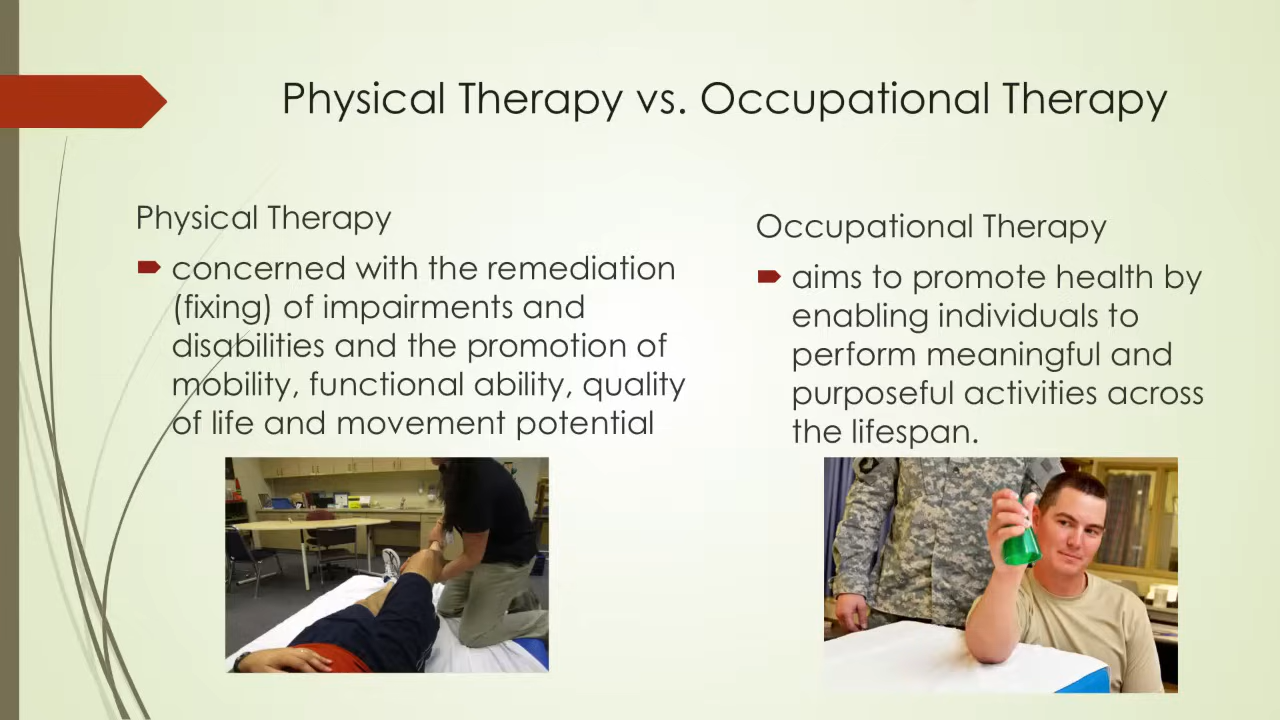 Physical Therapy vs. Occupational Therapy
Physical Therapy
concerned with the remediation
(fixing) of impairments and
disabilities and the promotion of
mobility, functional ability, quality
of life and movement potential
Occupational Therapy
aims to promote health by
enabling individuals to
perform meaningful and
purposeful activities across
the lifespan.